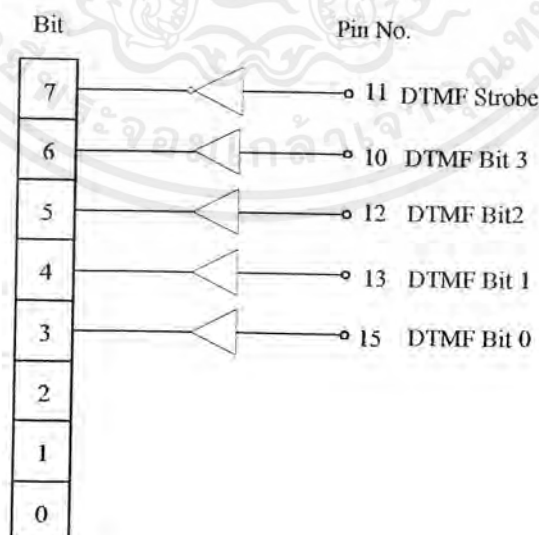 Bit Pin No.
7 11 DTMF Strobe
6 10 DTMF Bit 3
5 12 DTMF Bit2
4 13 DTMF Bit 1
3 15 DTMF Bit 0
2
1
0